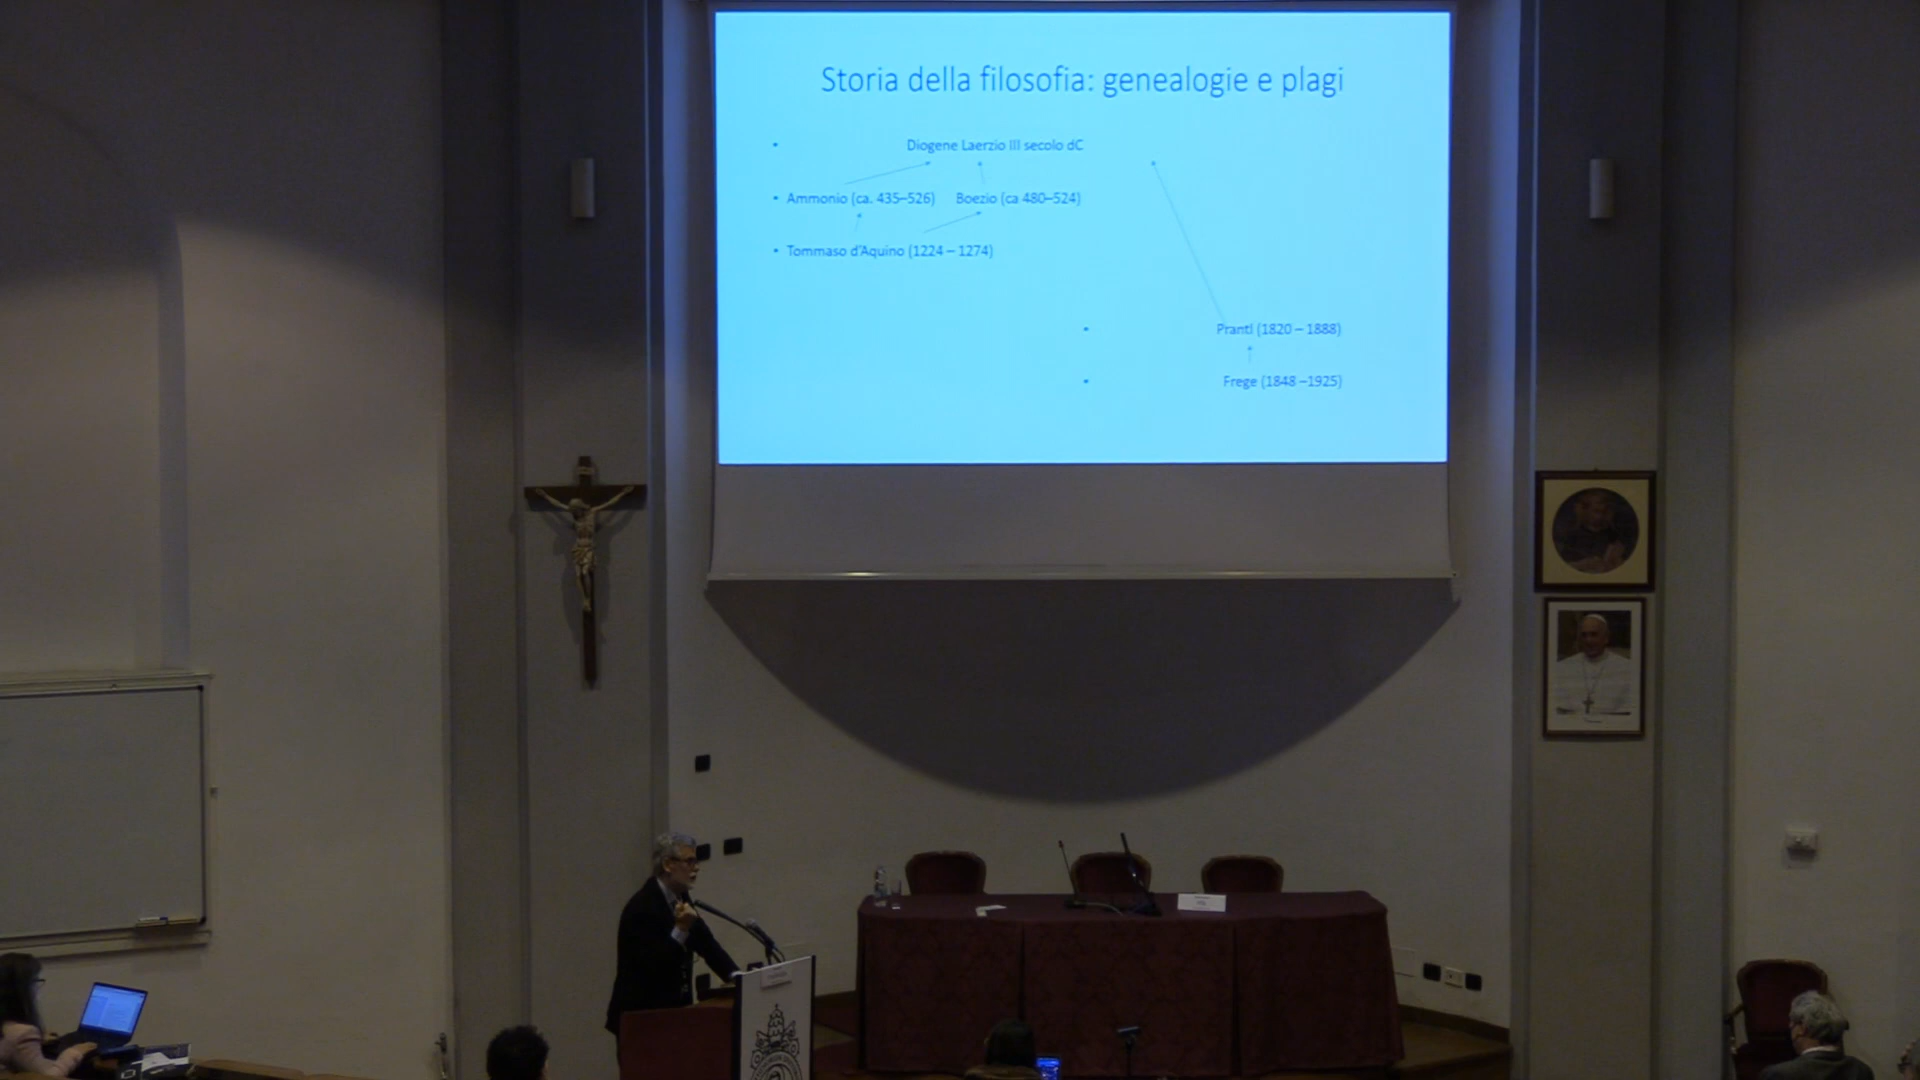 Storia della filosofia: genealogie e plagi
• Diogene Laerzio III secolo dC
• Ammonio (ca. 435–526) Boezio (ca 480–524)
• Tommaso d'Aquino (1224 – 1274)
• Prantl (1820 – 1888)
• Frege (1848 –1925)